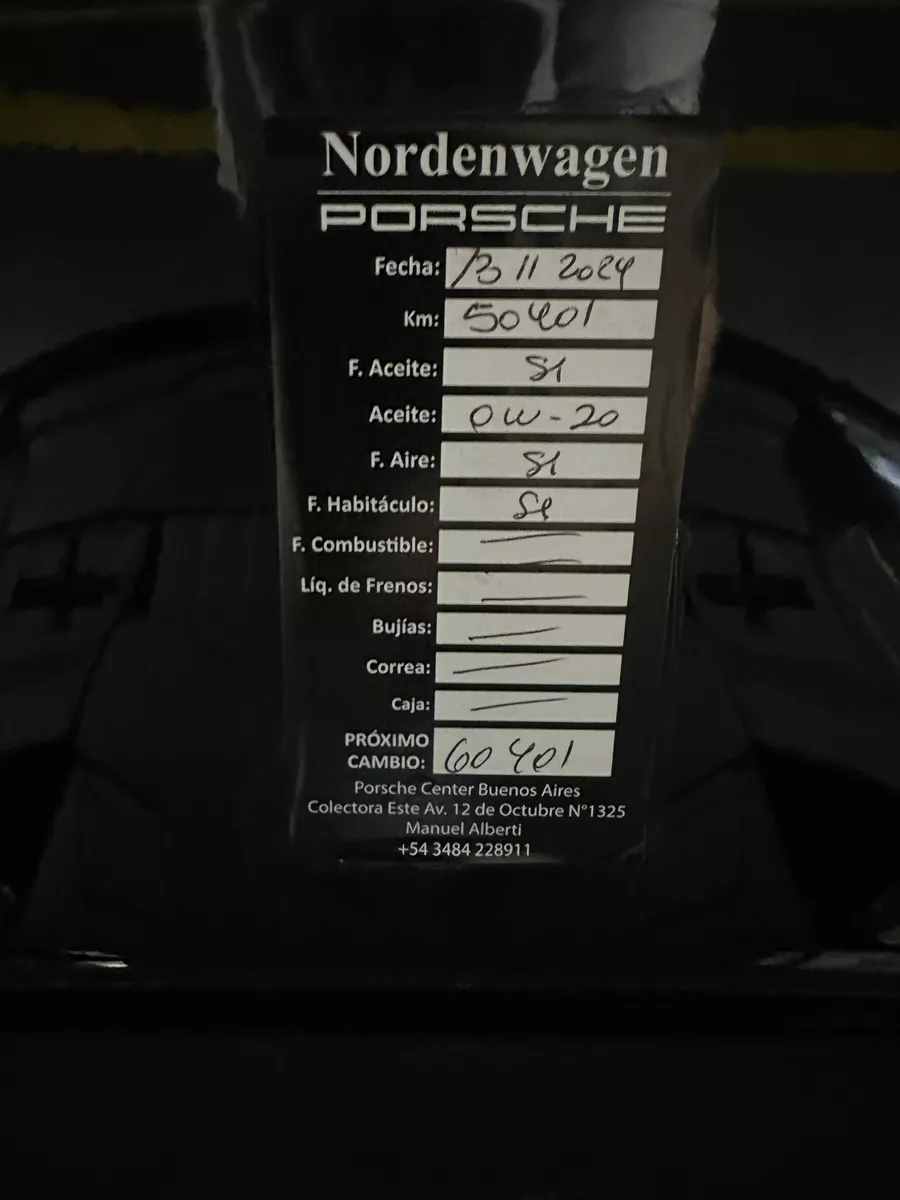 Nordenwagen
PORSCHE
Fecha: 13 11 2024
Km: 50401
F. Aceite: SI
Aceite: 0W-20
F. Aire: SI
F. Habitáculo: SI
F. Combustible: —
Líq. de Frenos: —
Bujías: —
Correa: —
Caja: —
PRÓXIMO
CAMBIO: 60401
Porsche Center Buenos Aires
Colectora Este Av. 12 de Octubre N°1325
Manuel Alberti
+54 3484 228911